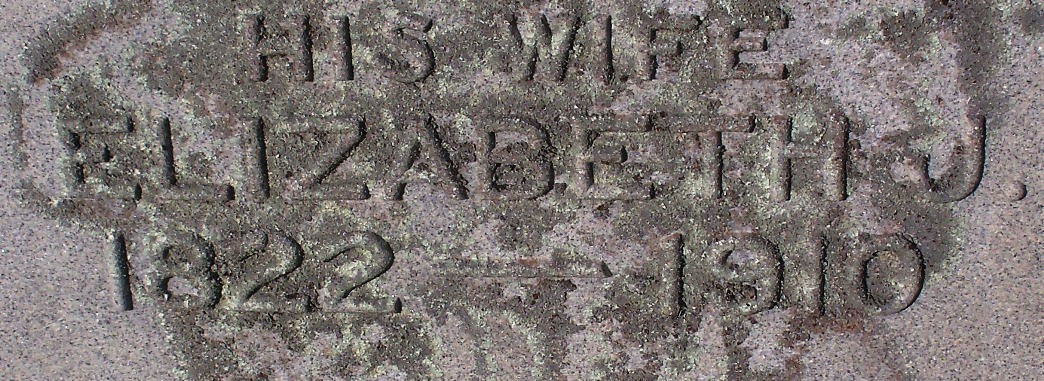 HIS WIFE
ELIZABETH J.
1822 — 1910